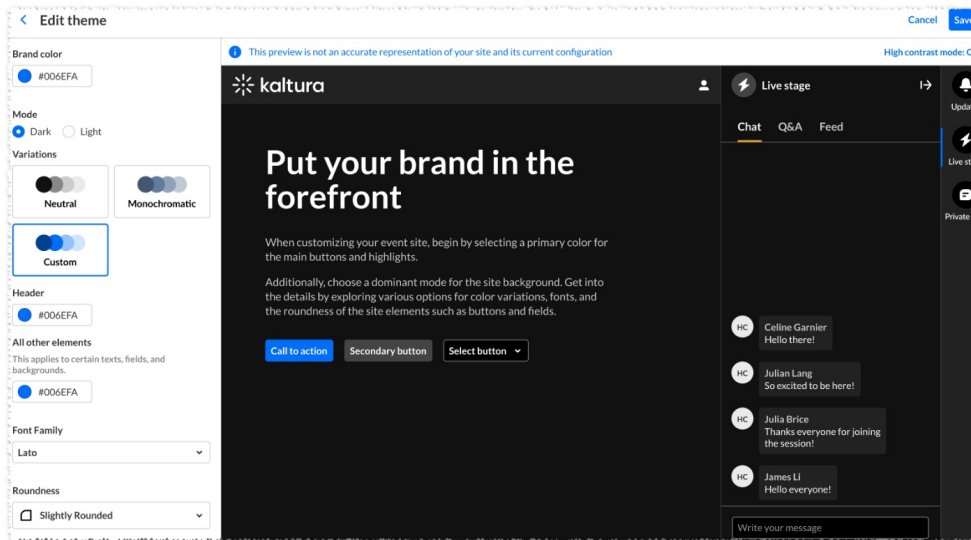 Edit theme
Cancel
Save
Brand color
#006EFA
Mode
Dark
Light
Variations
Neutral
Monochromatic
Custom
Header
#006EFA
All other elements
This applies to certain texts, fields, and
backgrounds.
#006EFA
Font Family
Lato
Roundness
Slightly Rounded
This preview is not an accurate representation of your site and its current configuration
High contrast mode:
kaltura
Put your brand in the
forefront
When customizing your event site, begin by selecting a primary color for
the main buttons and highlights.
Additionally, choose a dominant mode for the site background. Get into
the details by exploring various options for color variations, fonts, and
the roundness of the site elements such as buttons and fields.
Call to action
Secondary button
Select button
Live stage
Chat
Q&A
Feed
HC
Celine Garnier
Hello there!
HC
Julian Lang
So excited to be here!
HC
Julia Brice
Thanks everyone for joining
the session!
HC
James Li
Hello everyone!
Write your message
Live st
Private